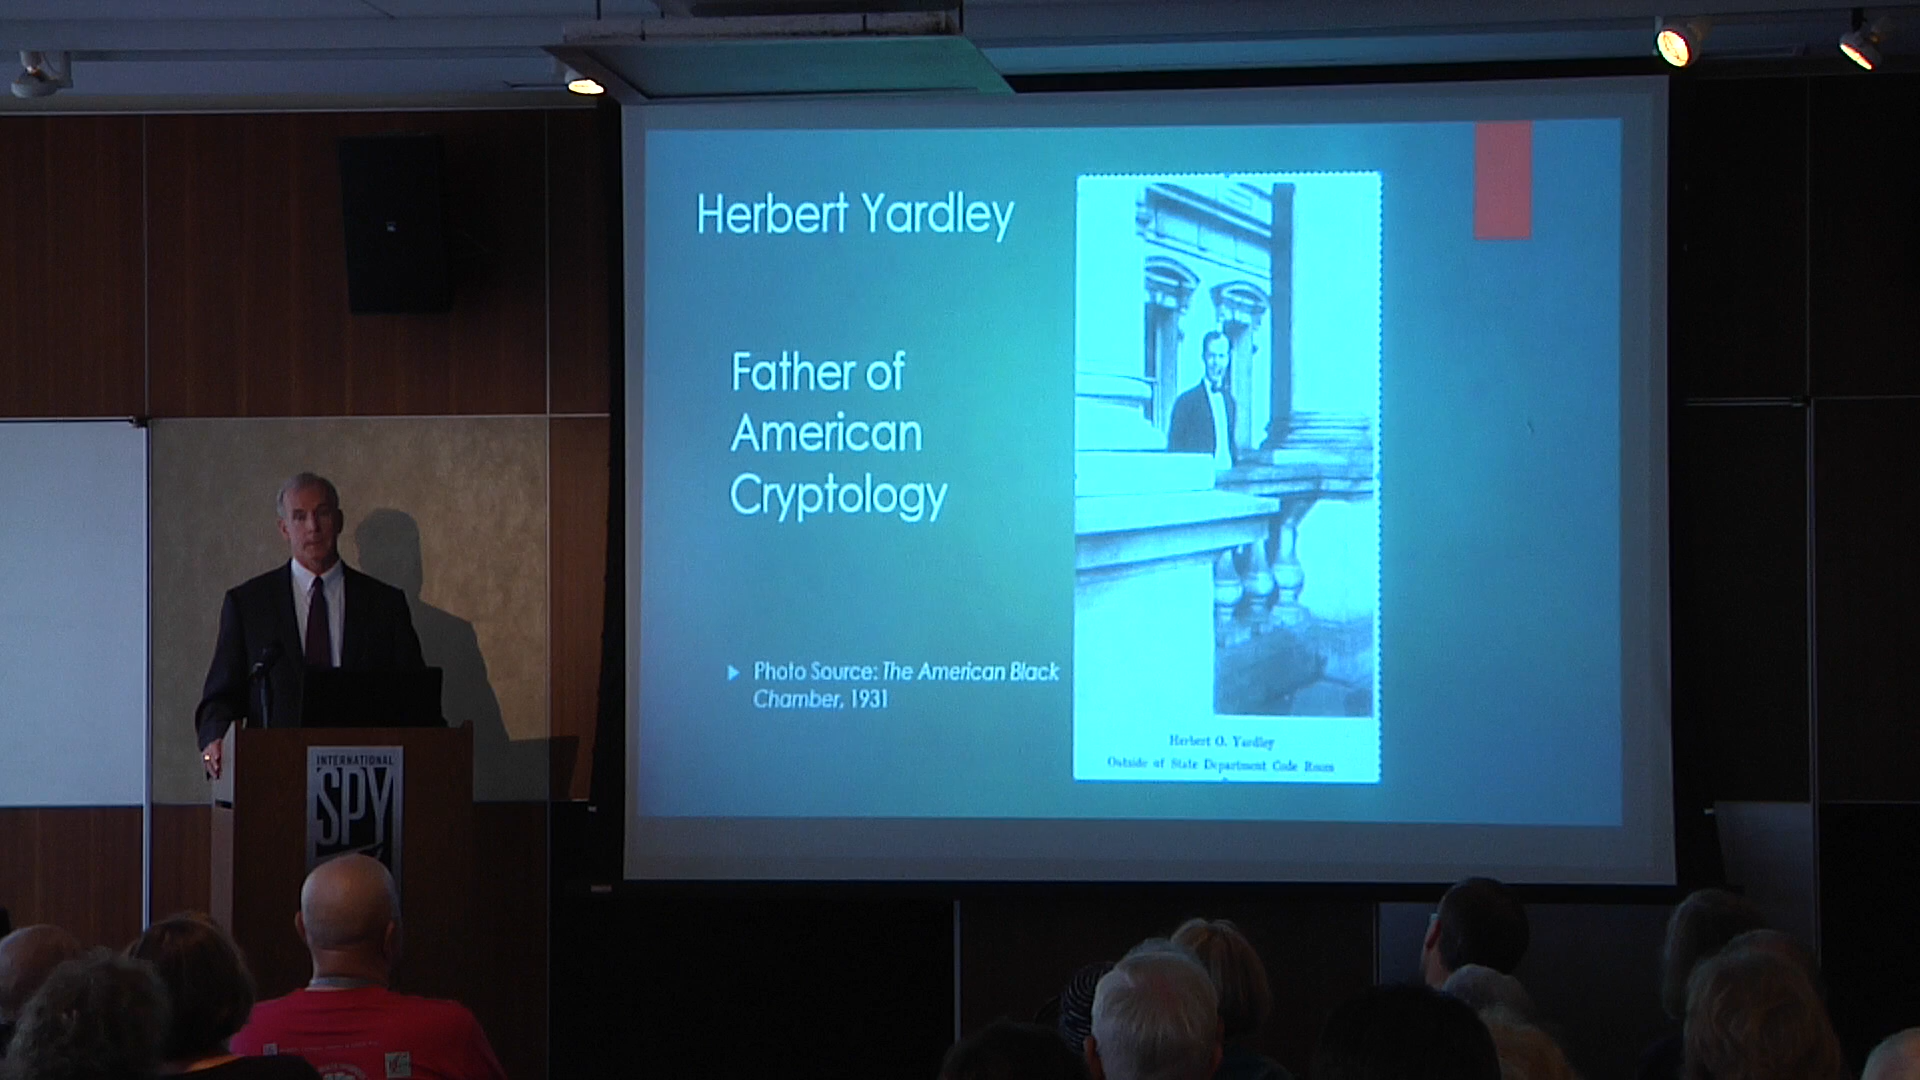 Herbert Yardley
Father of
American
Cryptology
Photo Source: The American Black
Chamber, 1931
Herbert O. Yardley
Outside of State Department Code Room
INTERNATIONAL
SPY